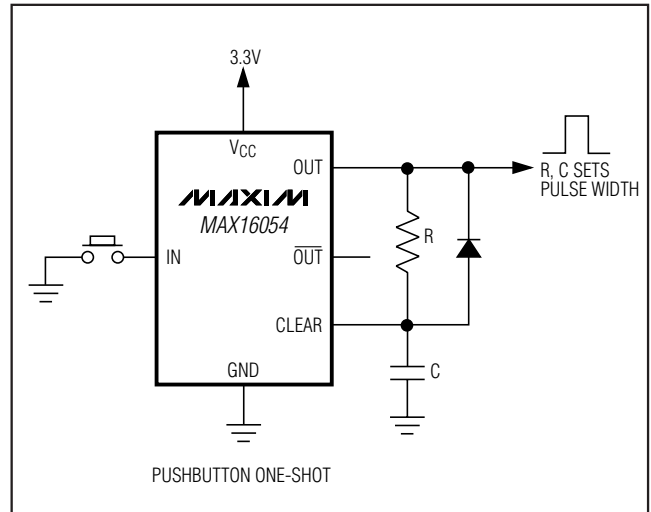 3.3V
VCC
OUT
MAXIM
MAX16054
IN
OUT
CLEAR
GND
R
C
R, C SETS
PULSE WIDTH
PUSHBUTTON ONE-SHOT